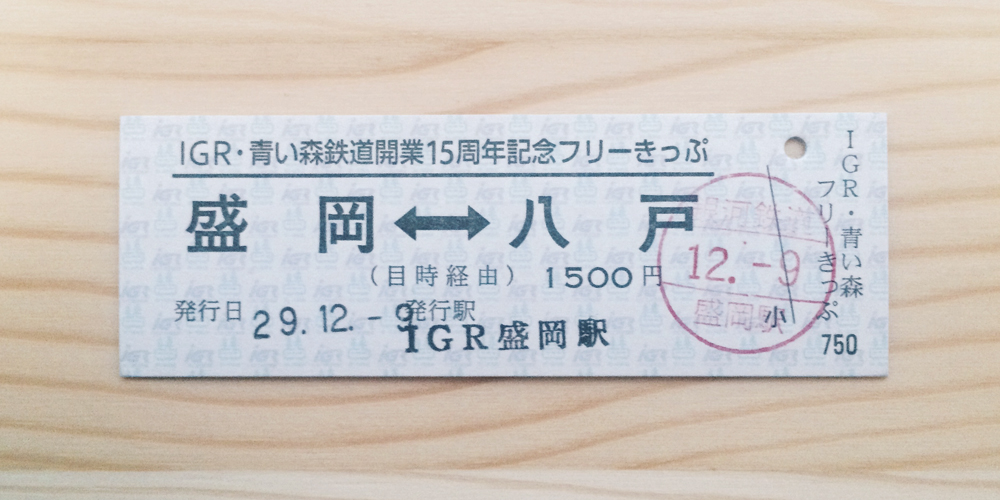 IGR・青い森鉄道開業15周年記念フリーきっぷ
盛岡↔八戸
(目時経由) 1500円
発行日 29.12.-9 発行駅
IGR盛岡駅
12.-9
盛岡駅
小
IGR・青い森
フリーきっぷ
750